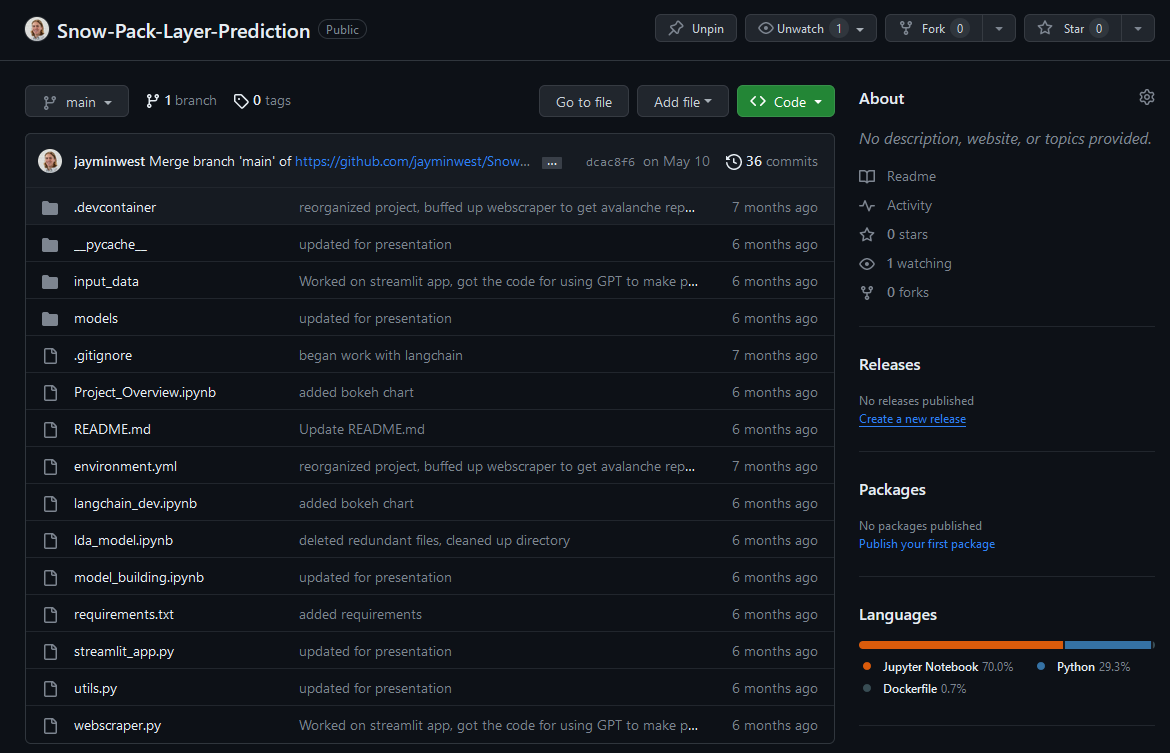 Snow-Pack-Layer-Prediction Public Unpin Unwatch 1 Fork 0 Star 0
main 1 branch 0 tags Go to file Add file Code
jayminwest Merge branch 'main' of https://github.com/jayminwest/Snow... ... dcac8f6 on May 10 36 commits
.devcontainer reorganized project, buffed up webscraper to get avalanche rep... 7 months ago
__pycache__ updated for presentation 6 months ago
input_data Worked on streamlit app, got the code for using GPT to make p... 6 months ago
models updated for presentation 6 months ago
.gitignore began work with langchain 7 months ago
Project_Overview.ipynb added bokeh chart 6 months ago
README.md Update README.md 6 months ago
environment.yml reorganized project, buffed up webscraper to get avalanche rep... 7 months ago
langchain_dev.ipynb added bokeh chart 6 months ago
lda_model.ipynb deleted redundant files, cleaned up directory 6 months ago
model_building.ipynb updated for presentation 6 months ago
requirements.txt added requirements 6 months ago
streamlit_app.py updated for presentation 6 months ago
utils.py updated for presentation 6 months ago
webscraper.py Worked on streamlit app, got the code for using GPT to make p... 6 months ago
About
No description, website, or topics provided.
Readme
Activity
0 stars
1 watching
0 forks
Releases
No releases published
Create a new release
Packages
No packages published
Publish your first package
Languages
Jupyter Notebook 70.0% Python 29.3%
Dockerfile 0.7%